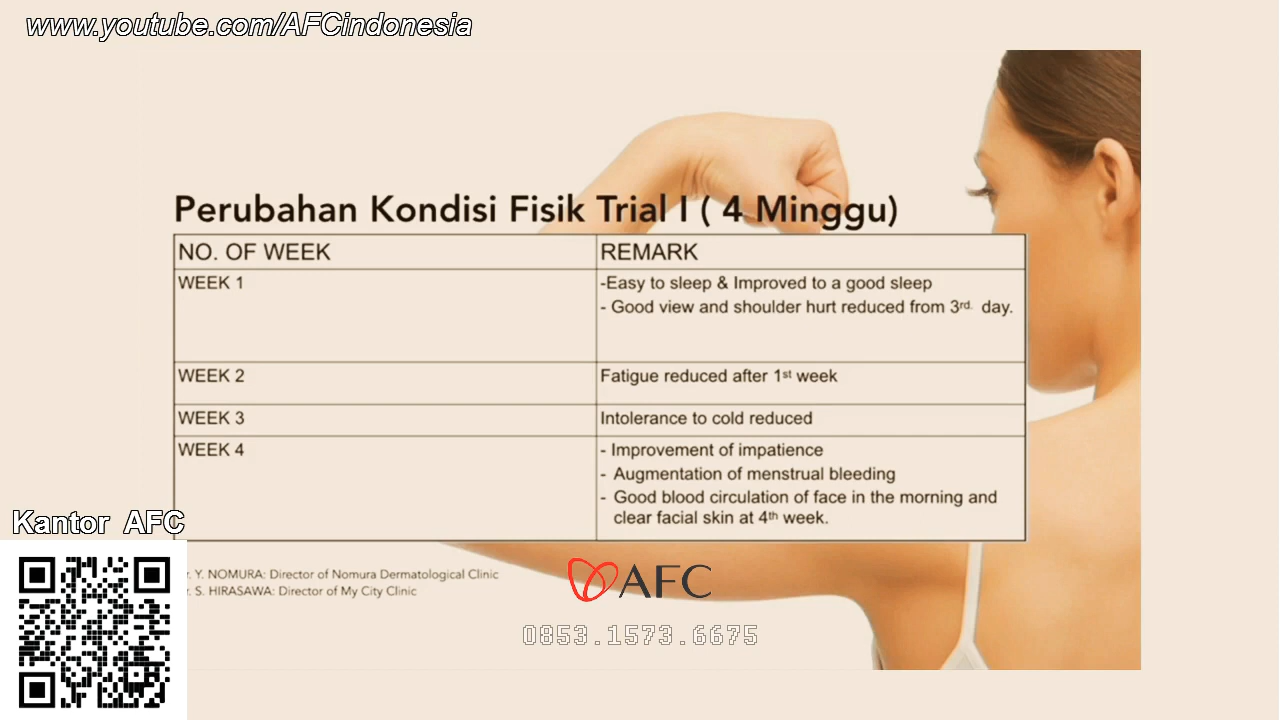 www.youtube.com/AFCindonesia
Perubahan Kondisi Fisik Trial I ( 4 Minggu)
NO. OF WEEK REMARK
WEEK 1 -Easy to sleep & Improved to a good sleep
- Good view and shoulder hurt reduced from 3rd. day.
WEEK 2 Fatigue reduced after 1st week
WEEK 3 Intolerance to cold reduced
WEEK 4 - Improvement of impatience
- Augmentation of menstrual bleeding
- Good blood circulation of face in the morning and
clear facial skin at 4th week.
Kantor AFC
Y. NOMURA: Director of Nomura Dermatological Clinic
S. HIRASAWA: Director of My City Clinic
AFC
0853.1573.6675